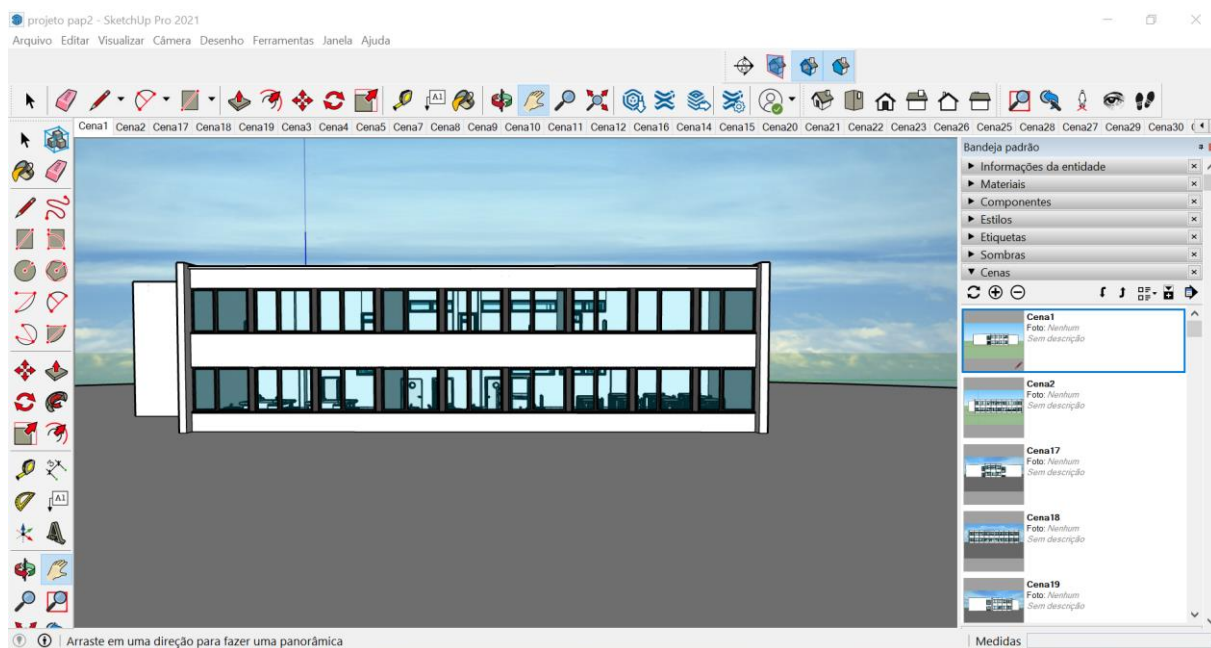 projeto pap2 - SketchUp Pro 2021
Arquivo Editar Visualizar Câmera Desenho Ferramentas Janela Ajuda
A1
Cena1 Cena2 Cena17 Cena18 Cena19 Cena3 Cena4 Cena5 Cena7 Cena8 Cena9 Cena10 Cena11 Cena12 Cena16 Cena14 Cena15 Cena20 Cena21 Cena22 Cena23 Cena26 Cena25 Cena28 Cena27 Cena29 Cena30
Bandeja padrão
Informações da entidade
Materiais
Componentes
Estilos
Etiquetas
Sombras
Cenas
Cena1
Foto: Nenhum
Sem descrição
Cena2
Foto: Nenhum
Sem descrição
Cena17
Foto: Nenhum
Sem descrição
Cena18
Foto: Nenhum
Sem descrição
Cena19
Foto: Nenhum
Sem descrição
A1
Arraste em uma direção para fazer uma panorâmica
Medidas